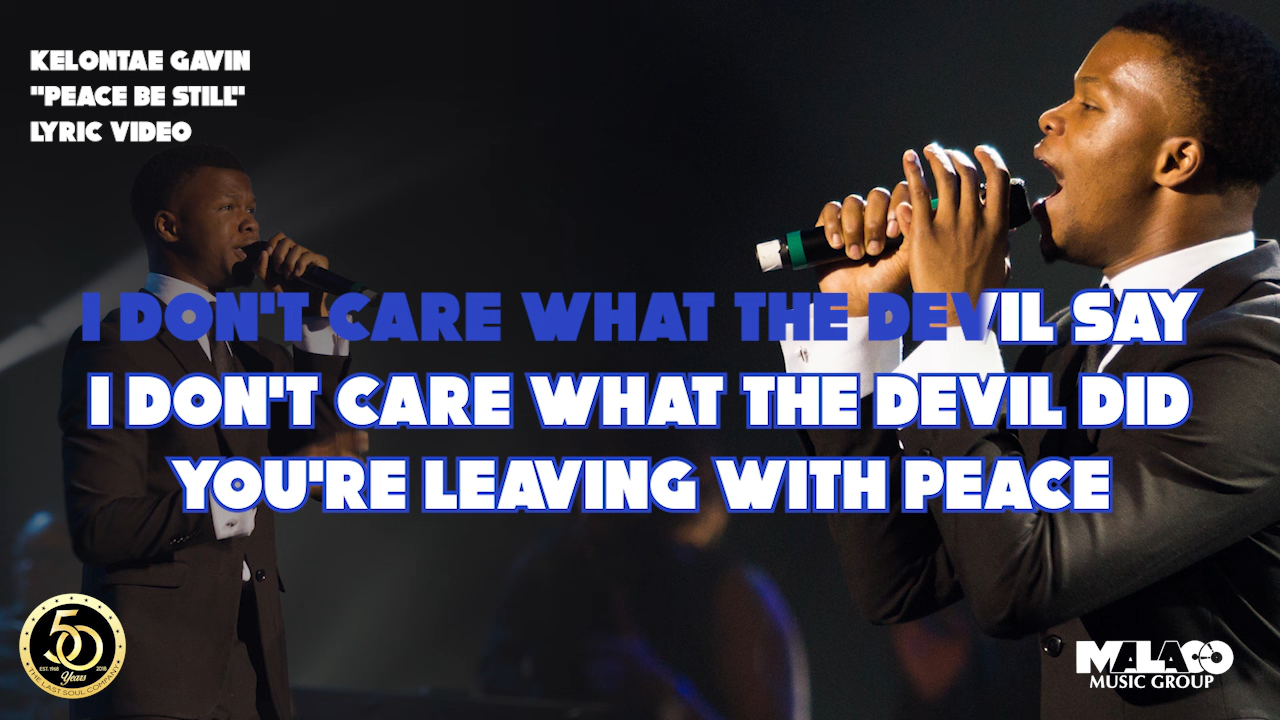 KELONTAE GAVIN
"PEACE BE STILL"
LYRIC VIDEO
I DON'T CARE WHAT THE DEVIL SAY
I DON'T CARE WHAT THE DEVIL DID
YOU'RE LEAVING WITH PEACE
50
EST. 1968
2018
Years
THE LAST SOUL COMPANY
MALACO
MUSIC GROUP